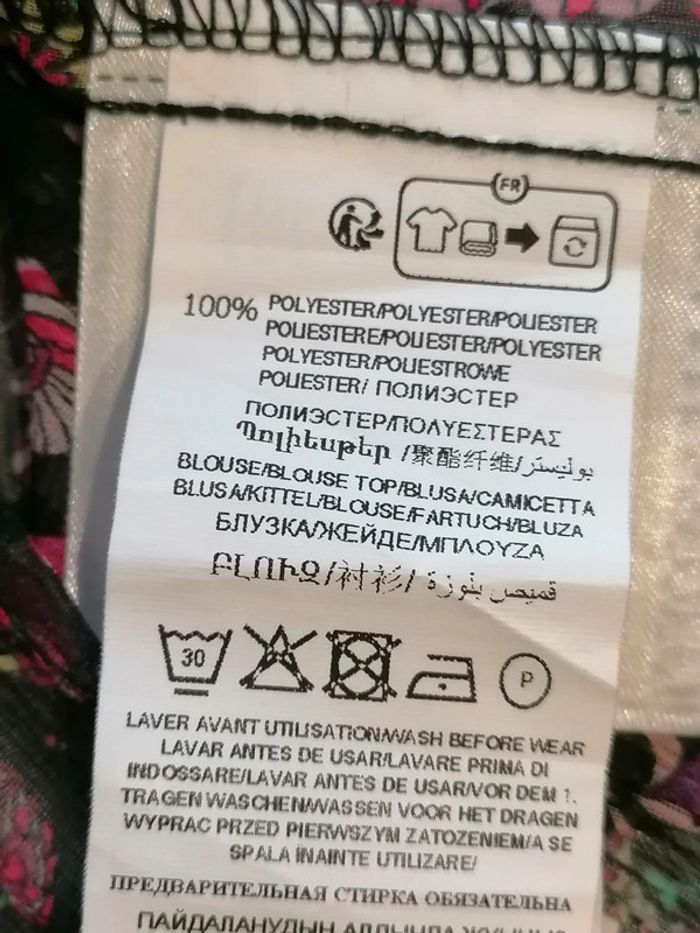 FR
100% POLYESTER/POLYESTER/POLIESTER
POLIESTERE/POLIESTER/POLYESTER
POLYESTER/POLIESTROWE
POLIESTER/ ПОЛИЭСТЕР
ПОЛИЭСТЕР/ΠΟΛΥΕΣΤΕΡΑΣ
Պոլիեսթեր /聚酯纤维/بوليستر
BLOUSE/BLOUSE TOP/BLUSA/CAMICETTA
BLUSA/KITTEL/BLOUSE/FARTUCH/BLUZA
БЛУЗКА/ЖЕЙДЕ/ΜΠΛΟΥΖΑ
ԲԼՈՒԶ/衬衫/ قميص بلوزة
30 P
LAVER AVANT UTILISATION/WASH BEFORE WEAR
LAVAR ANTES DE USAR/LAVARE PRIMA DI
INDOSSARE/LAVAR ANTES DE USAR/VOR DEM 1.
TRAGEN WASCHEN/WASSEN VOOR HET DRAGEN
WYPRAC PRZED PIERWSZYM ZATOZENIEM/A SE
SPALA ÎNAINTE UTILIZARE/
ПРЕДВАРИТЕЛЬНАЯ СТИРКА ОБЯЗАТЕЛЬНА
ПАЙДАЛАНУДЫН АЛДЫНДА